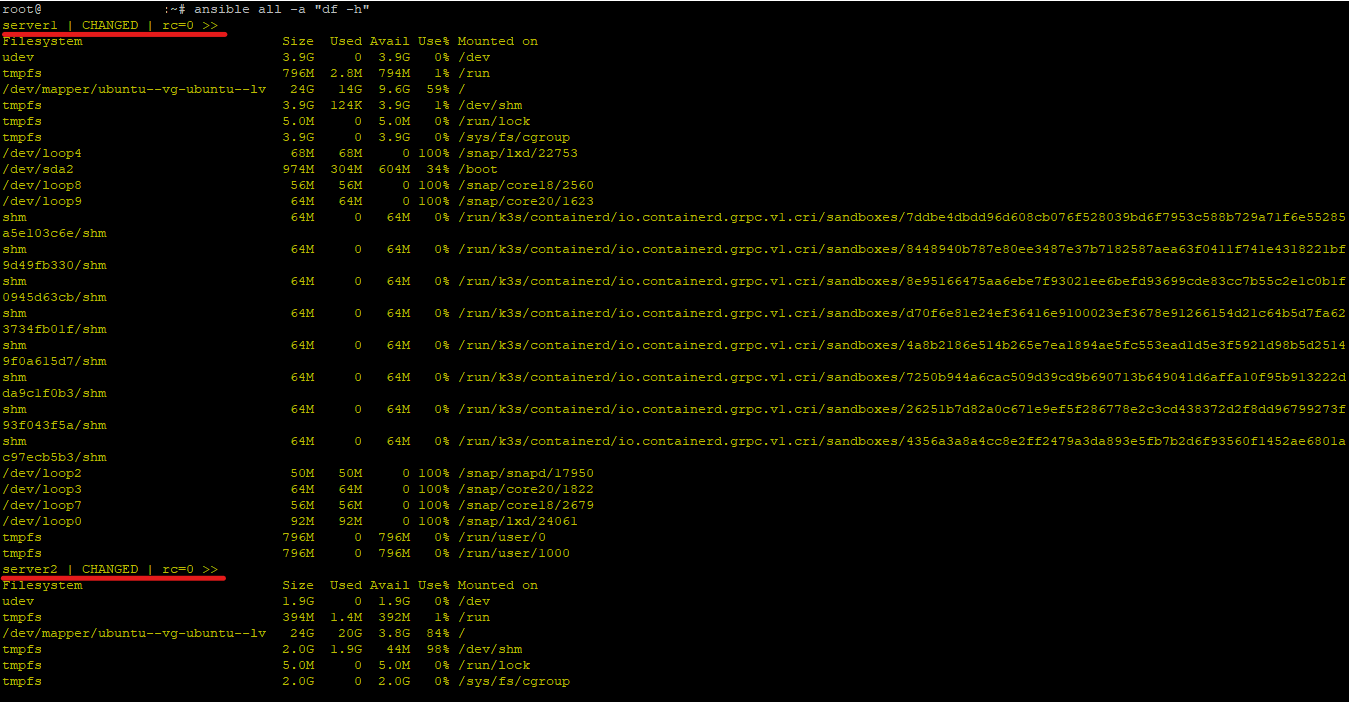 root@ :~# ansible all -a "df -h"
server1 | CHANGED | rc=0 >>
Filesystem Size Used Avail Use% Mounted on
udev 3.9G 0 3.9G 0% /dev
tmpfs 796M 2.8M 794M 1% /run
/dev/mapper/ubuntu--vg-ubuntu--lv 24G 14G 9.6G 59% /
tmpfs 3.9G 124K 3.9G 1% /dev/shm
tmpfs 5.0M 0 5.0M 0% /run/lock
tmpfs 3.9G 0 3.9G 0% /sys/fs/cgroup
/dev/loop4 68M 68M 0 100% /snap/lxd/22753
/dev/sda2 974M 304M 604M 34% /boot
/dev/loop8 56M 56M 0 100% /snap/core18/2560
/dev/loop9 64M 64M 0 100% /snap/core20/1623
shm 64M 0 64M 0% /run/k3s/containerd/io.containerd.grpc.v1.cri/sandboxes/7ddbe4dbdd96d608cb076f528039bd6f7953c588b729a71f6e55285
a5e103c6e/shm
shm 64M 0 64M 0% /run/k3s/containerd/io.containerd.grpc.v1.cri/sandboxes/8448940b787e80ee3487e37b7182587aea63f0411f741e4318221bf
9d49fb330/shm
shm 64M 0 64M 0% /run/k3s/containerd/io.containerd.grpc.v1.cri/sandboxes/8e95166475aa6ebe7f93021ee6befd93699cde83cc7b55c2e1c0b1f
0945d63cb/shm
shm 64M 0 64M 0% /run/k3s/containerd/io.containerd.grpc.v1.cri/sandboxes/d70f6e81e24ef36416e9100023ef3678e91266154d21c64b5d7fa62
3734fb01f/shm
shm 64M 0 64M 0% /run/k3s/containerd/io.containerd.grpc.v1.cri/sandboxes/4a8b2186e514b265e7ea1894ae5fc553ead1d5e3f5921d98b5d2514
9f0a615d7/shm
shm 64M 0 64M 0% /run/k3s/containerd/io.containerd.grpc.v1.cri/sandboxes/7250b944a6cac509d39cd9b690713b649041d6affa10f95b913222d
da9c1f0b3/shm
shm 64M 0 64M 0% /run/k3s/containerd/io.containerd.grpc.v1.cri/sandboxes/26251b7d82a0c671e9ef5f286778e2c3cd438372d2f8dd96799273f
93f043f5a/shm
shm 64M 0 64M 0% /run/k3s/containerd/io.containerd.grpc.v1.cri/sandboxes/4356a3a8a4cc8e2ff2479a3da893e5fb7b2d6f93560f1452ae6801a
c97ecb5b3/shm
/dev/loop2 50M 50M 0 100% /snap/snapd/17950
/dev/loop3 64M 64M 0 100% /snap/core20/1822
/dev/loop7 56M 56M 0 100% /snap/core18/2679
/dev/loop0 92M 92M 0 100% /snap/lxd/24061
tmpfs 796M 0 796M 0% /run/user/0
tmpfs 796M 0 796M 0% /run/user/1000
server2 | CHANGED | rc=0 >>
Filesystem Size Used Avail Use% Mounted on
udev 1.9G 0 1.9G 0% /dev
tmpfs 394M 1.4M 392M 1% /run
/dev/mapper/ubuntu--vg-ubuntu--lv 24G 20G 3.8G 84% /
tmpfs 2.0G 1.9G 44M 98% /dev/shm
tmpfs 5.0M 0 5.0M 0% /run/lock
tmpfs 2.0G 0 2.0G 0% /sys/fs/cgroup